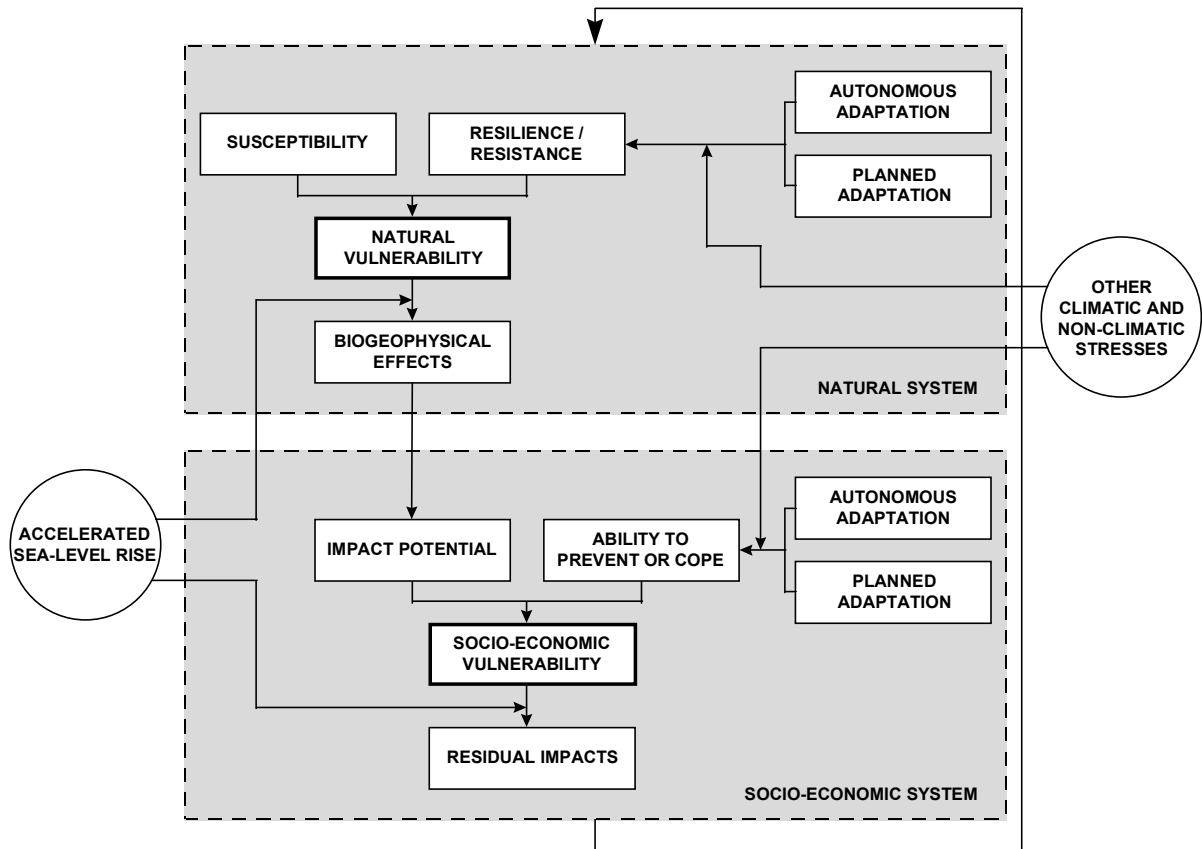 AUTONOMOUS
ADAPTATION
SUSCEPTIBILITY
RESILIENCE /
RESISTANCE
PLANNED
ADAPTATION
NATURAL
VULNERABILITY
OTHER
CLIMATIC AND
NON-CLIMATIC
STRESSES
BIOGEOPHYSICAL
EFFECTS
NATURAL SYSTEM
ACCELERATED
SEA-LEVEL RISE
IMPACT POTENTIAL
ABILITY TO
PREVENT OR COPE
AUTONOMOUS
ADAPTATION
PLANNED
ADAPTATION
SOCIO-ECONOMIC
VULNERABILITY
RESIDUAL IMPACTS
SOCIO-ECONOMIC SYSTEM